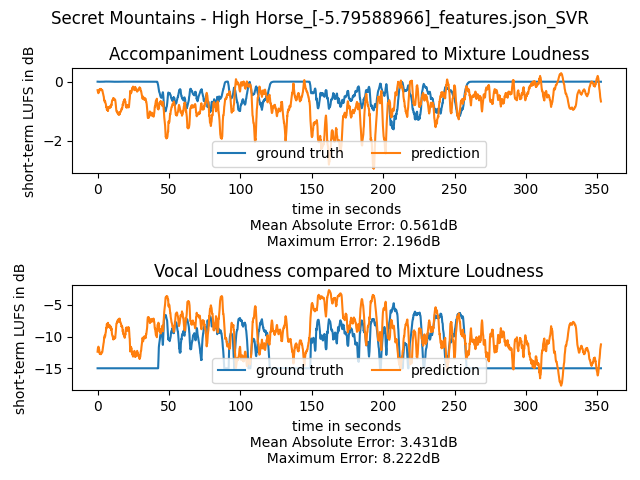 Secret Mountains - High Horse_[-5.79588966]_features.json_SVR
Accompaniment Loudness compared to Mixture Loudness
short-term LUFS in dB
0
−2
ground truth
prediction
0 50 100 150 200 250 300 350
time in seconds
Mean Absolute Error: 0.561dB
Maximum Error: 2.196dB
Vocal Loudness compared to Mixture Loudness
short-term LUFS in dB
−5
−10
−15
ground truth
prediction
0 50 100 150 200 250 300 350
time in seconds
Mean Absolute Error: 3.431dB
Maximum Error: 8.222dB